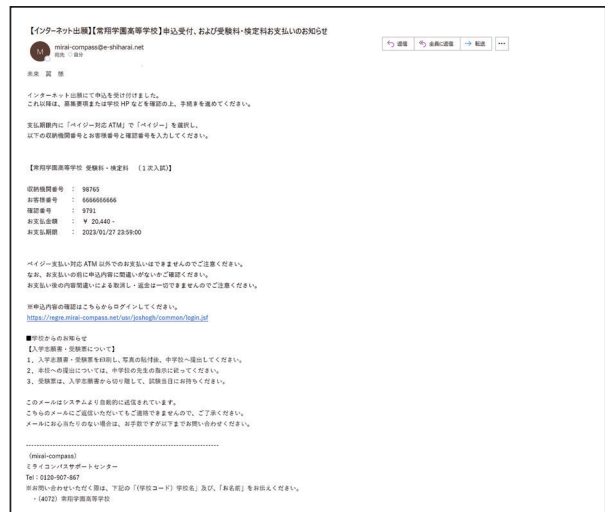 【インターネット出願】【常翔学園高等学校】申込受付、および受験料・検定料お支払いのお知らせ
M
mirai-compass@e-shiharai.net
宛先 自分
返信 全員に返信 転送 …
未来 翼 様
インターネット出願にて申込を受け付けました。
これ以降は、募集要項または学校 HP などを確認の上、手続きを進めてください。
支払期限内に「ペイジー対応 ATM」で「ペイジー」を選択し、
以下の収納機関番号とお客様番号と確認番号を入力してください。
【常翔学園高等学校 受験料・検定料 （1 次入試）】
収納機関番号 ： 98765
お客様番号 ： 6666666666
確認番号 ： 9791
お支払金額 ： ￥ 20,440 -
お支払期限 ： 2023/01/27 23:59:00
ペイジー支払い対応 ATM 以外でのお支払いはできませんのでご注意ください。
なお、お支払いの前に申込内容に間違いがないかご確認ください。
お支払い後の内容間違いによる取消し・返金は一切できませんのでご注意ください。
※申込内容の確認はこちらからログインしてください。
https://regre.mirai-compass.net/usr/joshogh/common/login.jsf
■学校からのお知らせ
【入学志願書・受験票について】
1、入学志願書・受験票を印刷し、写真の貼付後、中学校へ提出してください。
2、本校への提出については、中学校の先生の指示に従ってください。
3、受験票は、入学志願書から切り離して、試験当日にお持ちください。
このメールはシステムより自動的に送信されています。
こちらのメールにご返信いただいてもご連絡できませんので、ご了承ください。
メールにお心当たりのない場合は、お手数ですが以下までお問い合わせください。
------------------------------------------------------------
（mirai-compass）
ミライコンパスサポートセンター
Tel：0120-907-867
※お問い合わせいただく際は、下記の「(学校コード) 学校名」及び、「お名前」をお伝えください。
・(4072) 常翔学園高等学校